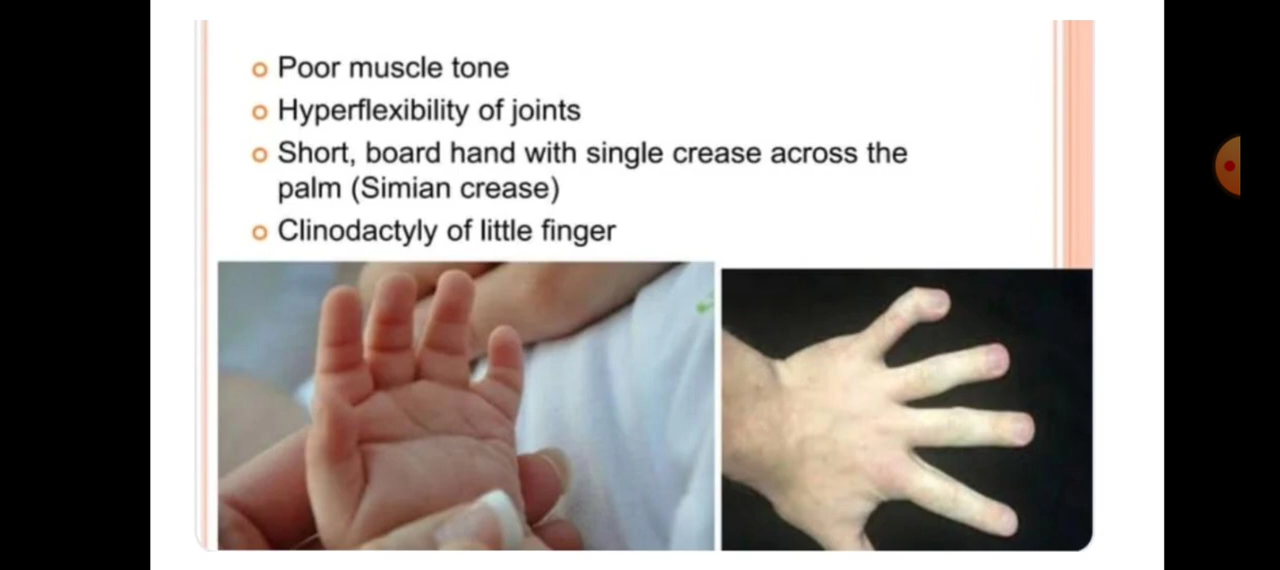 Poor muscle tone
Hyperflexibility of joints
Short, board hand with single crease across the
palm (Simian crease)
Clinodactyly of little finger